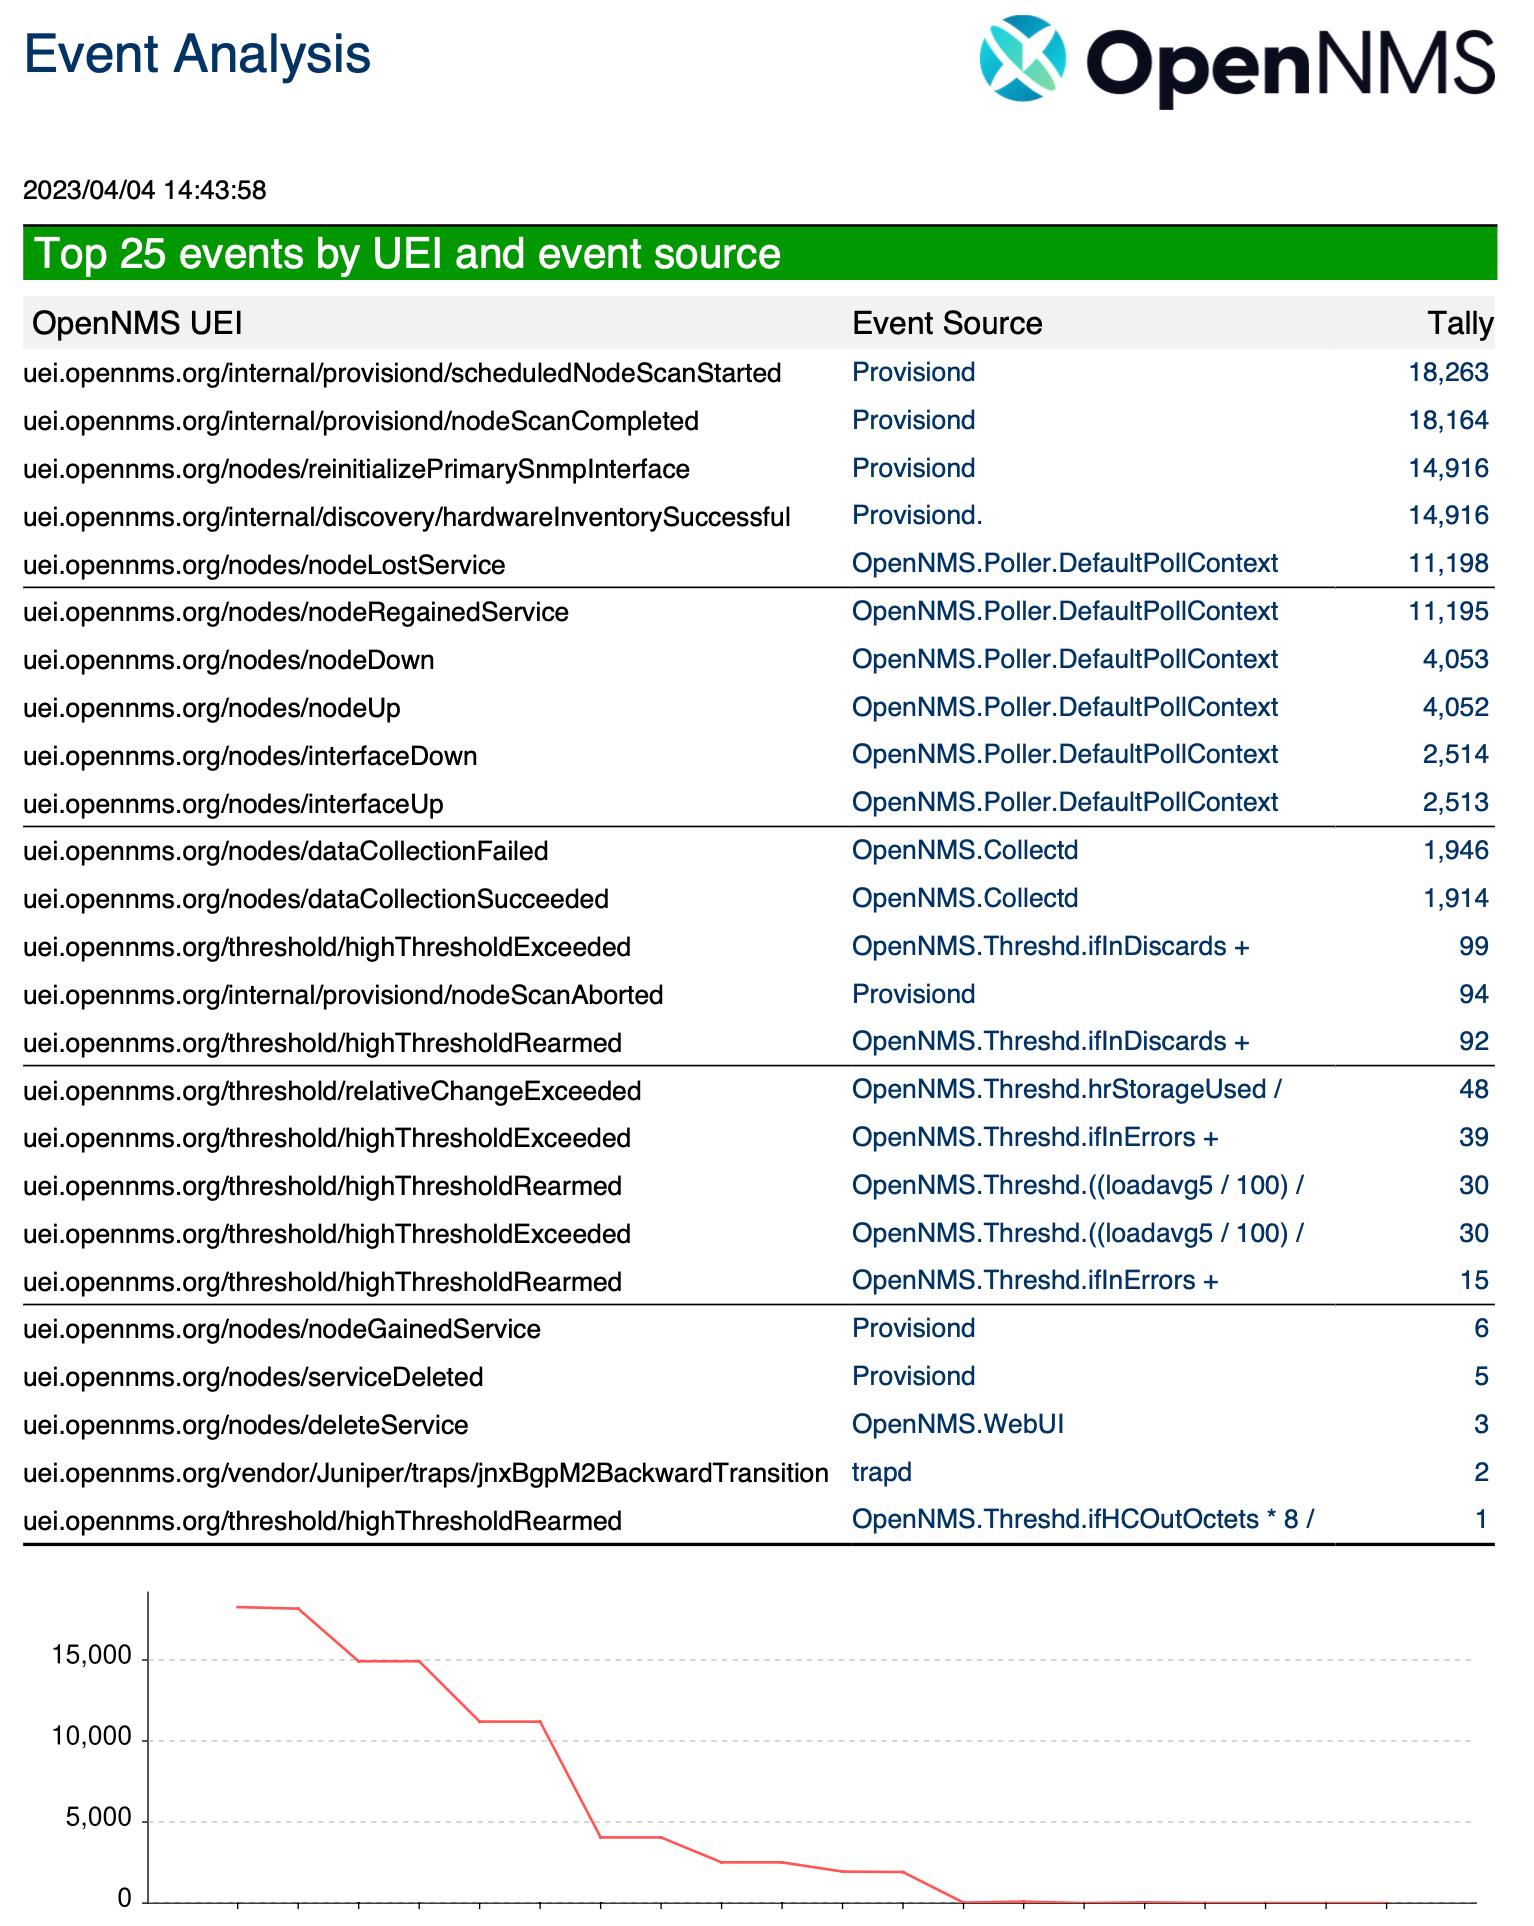 Event Analysis
OpenNMS
2023/04/04 14:43:58
Top 25 events by UEI and event source
OpenNMS UEI Event Source Tally
uei.opennms.org/internal/provisiond/scheduledNodeScanStarted Provisiond 18,263
uei.opennms.org/internal/provisiond/nodeScanCompleted Provisiond 18,164
uei.opennms.org/nodes/reinitializePrimarySnmpInterface Provisiond 14,916
uei.opennms.org/internal/discovery/hardwareInventorySuccessful Provisiond. 14,916
uei.opennms.org/nodes/nodeLostService OpenNMS.Poller.DefaultPollContext 11,198
uei.opennms.org/nodes/nodeRegainedService OpenNMS.Poller.DefaultPollContext 11,195
uei.opennms.org/nodes/nodeDown OpenNMS.Poller.DefaultPollContext 4,053
uei.opennms.org/nodes/nodeUp OpenNMS.Poller.DefaultPollContext 4,052
uei.opennms.org/nodes/interfaceDown OpenNMS.Poller.DefaultPollContext 2,514
uei.opennms.org/nodes/interfaceUp OpenNMS.Poller.DefaultPollContext 2,513
uei.opennms.org/nodes/dataCollectionFailed OpenNMS.Collectd 1,946
uei.opennms.org/nodes/dataCollectionSucceeded OpenNMS.Collectd 1,914
uei.opennms.org/threshold/highThresholdExceeded OpenNMS.Threshd.ifInDiscards + 99
uei.opennms.org/internal/provisiond/nodeScanAborted Provisiond 94
uei.opennms.org/threshold/highThresholdRearmed OpenNMS.Threshd.ifInDiscards + 92
uei.opennms.org/threshold/relativeChangeExceeded OpenNMS.Threshd.hrStorageUsed / 48
uei.opennms.org/threshold/highThresholdExceeded OpenNMS.Threshd.ifInErrors + 39
uei.opennms.org/threshold/highThresholdRearmed OpenNMS.Threshd.((loadavg5 / 100) / 30
uei.opennms.org/threshold/highThresholdExceeded OpenNMS.Threshd.((loadavg5 / 100) / 30
uei.opennms.org/threshold/highThresholdRearmed OpenNMS.Threshd.ifInErrors + 15
uei.opennms.org/nodes/nodeGainedService Provisiond 6
uei.opennms.org/nodes/serviceDeleted Provisiond 5
uei.opennms.org/nodes/deleteService OpenNMS.WebUI 3
uei.opennms.org/vendor/Juniper/traps/jnxBgpM2BackwardTransition trapd 2
uei.opennms.org/threshold/highThresholdRearmed OpenNMS.Threshd.ifHCOutOctets * 8 / 1
15,000
10,000
5,000
0